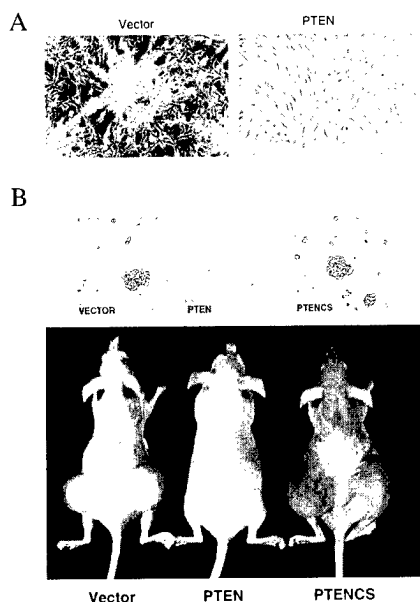 A
Vector PTEN
B
VECTOR PTEN PTENCS
Vector PTEN PTENCS